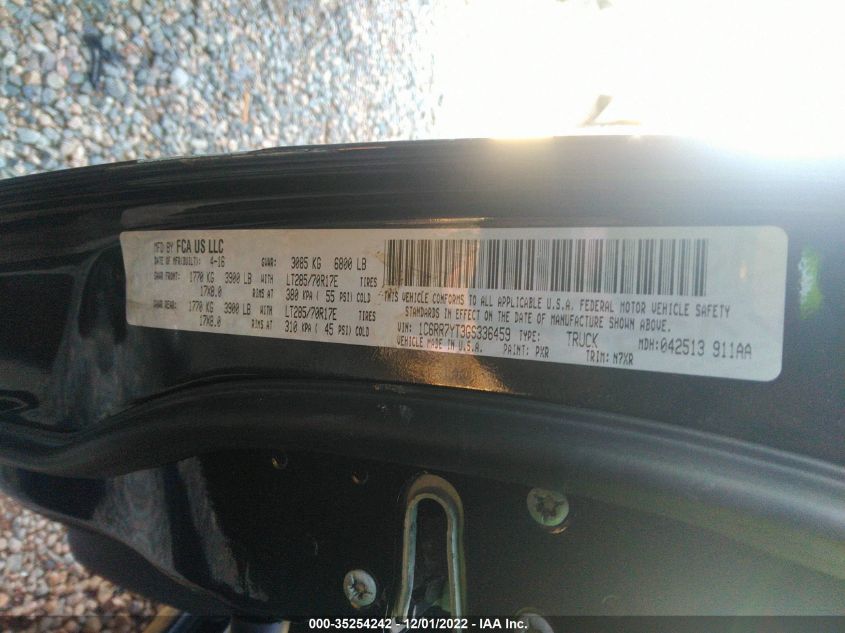 MFD BY FCA US LLC
DATE OF MFR(BUILT): 4-16 GVWR: 3085 KG 6800 LB
GAWR FRONT: 1770 KG 3900 LB WITH LT285/70R17E TIRES
17X8.0 RIMS AT 380 KPA ( 55 PSI) COLD
GAWR REAR: 1770 KG 3900 LB WITH LT285/70R17E TIRES
17X8.0 RIMS AT 310 KPA ( 45 PSI) COLD
THIS VEHICLE CONFORMS TO ALL APPLICABLE U.S.A. FEDERAL MOTOR VEHICLE SAFETY
STANDARDS IN EFFECT ON THE DATE OF MANUFACTURE SHOWN ABOVE.
VIN: 1C6RR7YT3GS336459 TYPE: TRUCK MDH: 042513 911AA
VEHICLE MADE IN U.S.A. PAINT: PXR TRIM: N7XR
000-35254242 - 12/01/2022 - IAA Inc.